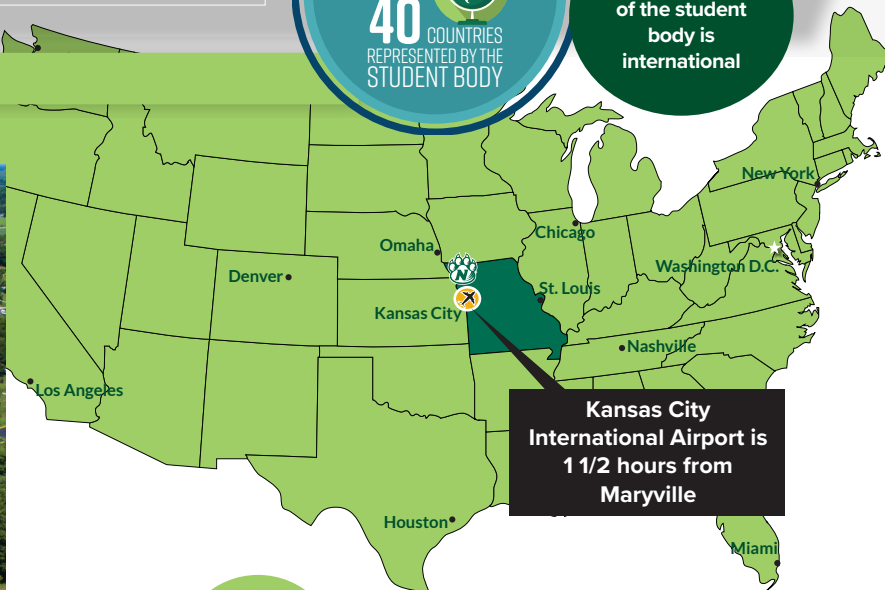 40 COUNTRIES
REPRESENTED BY THE
STUDENT BODY
of the student
body is
international
New York
Chicago
Omaha
Washington D.C.
Denver
N
St. Louis
Kansas City
Nashville
Los Angeles
Kansas City
International Airport is
1 1/2 hours from
Maryville
Houston
Miami